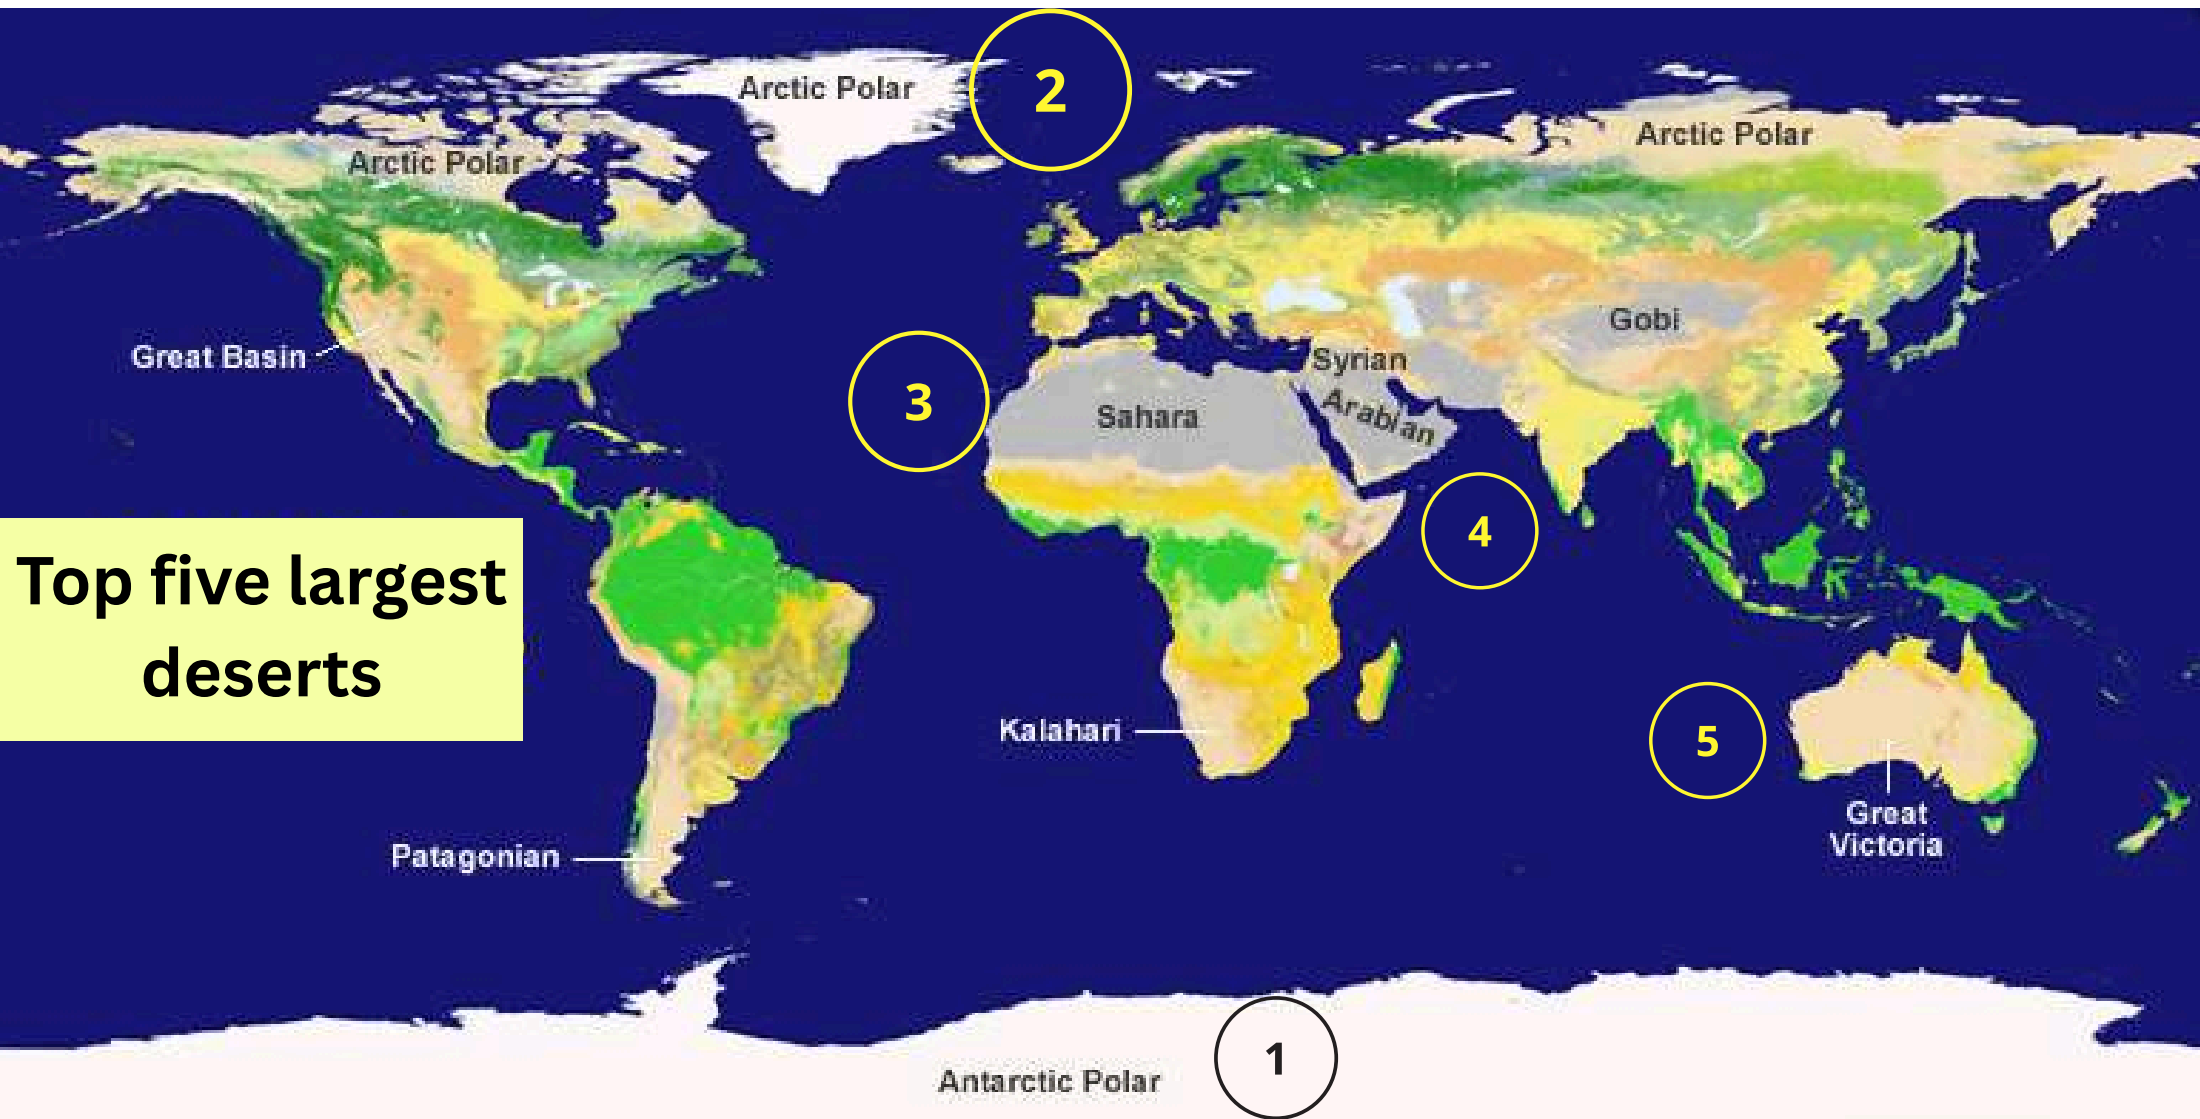 Arctic Polar
2
Arctic Polar
Arctic Polar
Gobi
Great Basin
Syrian
3
Sahara
Arabian
4
Top five largest
deserts
Kalahari
5
Great
Victoria
Patagonian
1
Antarctic Polar